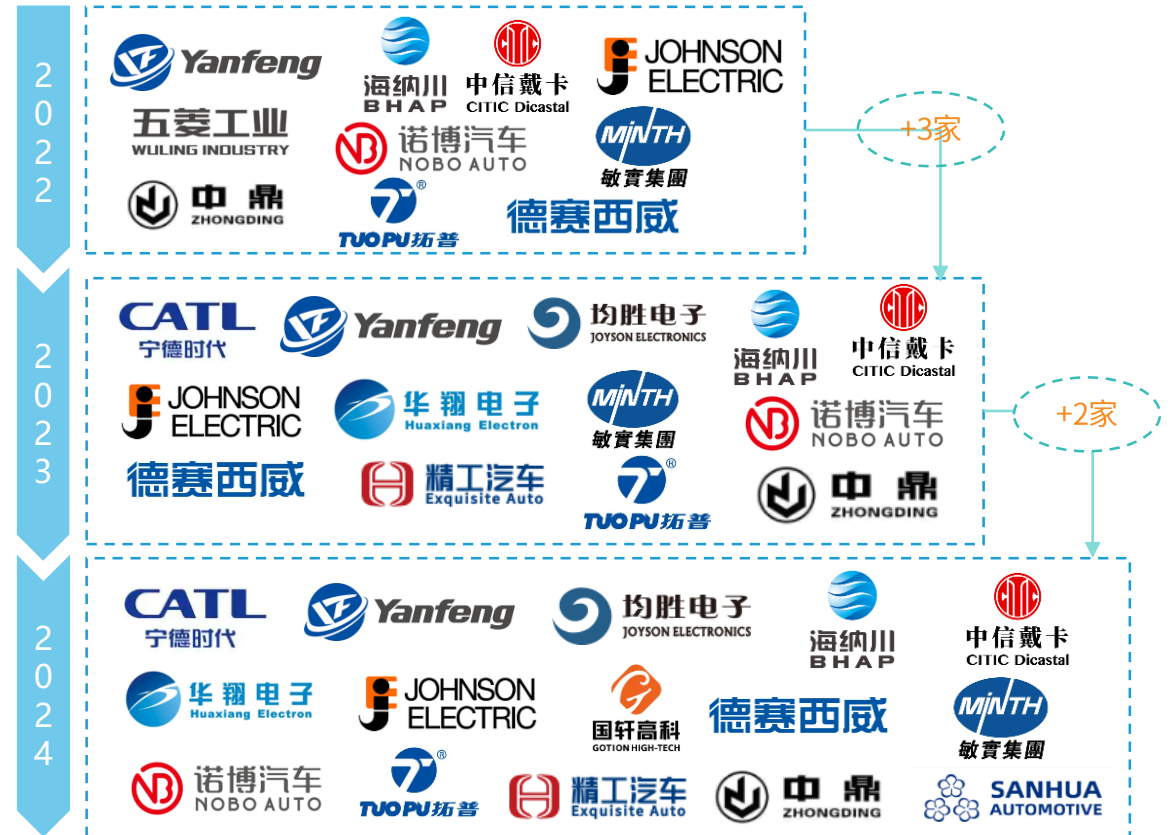 2022
Yanfeng
海纳川
BHAP
中信戴卡
CITIC Dicastal
JOHNSON
ELECTRIC
五菱工业
WULING INDUSTRY
NB
诺博汽车
NOBO AUTO
MINTH
敏實集團
中鼎
ZHONGDING
®
TUOPU拓普
德赛西威
+3家
2023
CATL
宁德时代
Yanfeng
均胜电子
JOYSON ELECTRONICS
海纳川
BHAP
中信戴卡
CITIC Dicastal
JOHNSON
ELECTRIC
华翔电子
Huaxiang Electron
MINTH
敏實集團
NB
诺博汽车
NOBO AUTO
德赛西威
精工汽车
Exquisite Auto
®
TUOPU拓普
中鼎
ZHONGDING
+2家
2024
CATL
宁德时代
Yanfeng
均胜电子
JOYSON ELECTRONICS
海纳川
BHAP
中信戴卡
CITIC Dicastal
华翔电子
Huaxiang Electron
JOHNSON
ELECTRIC
国轩高科
GOTION HIGH-TECH
德赛西威
MINTH
敏實集團
NB
诺博汽车
NOBO AUTO
®
TUOPU拓普
精工汽车
Exquisite Auto
中鼎
ZHONGDING
SANHUA
AUTOMOTIVE